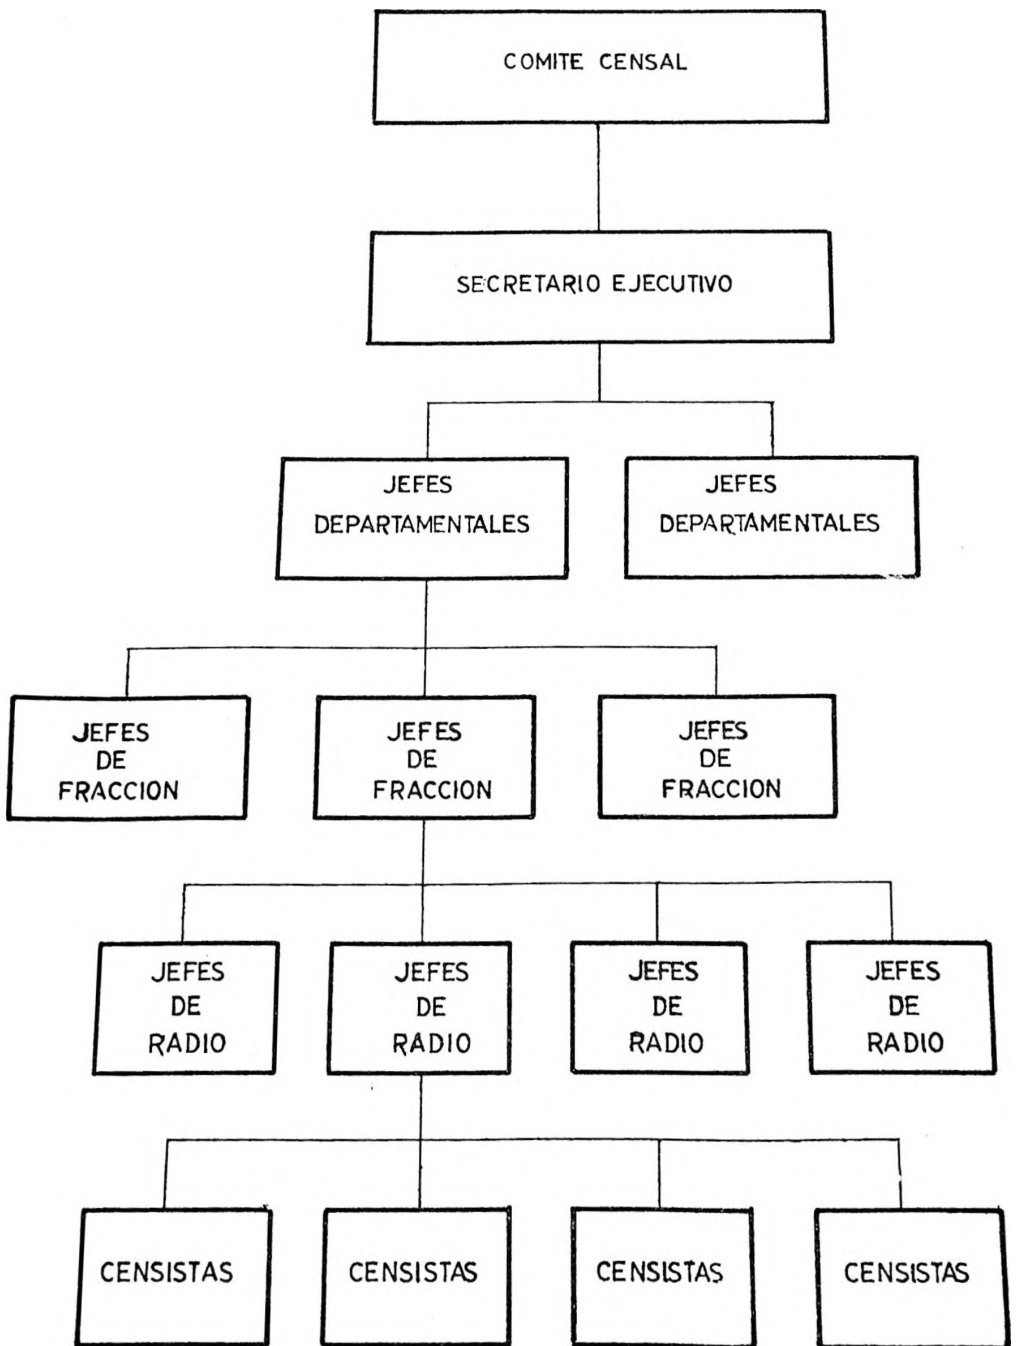 COMITE CENSAL
SECRETARIO EJECUTIVO
JEFES
DEPARTAMENTALES
JEFES
DEPARTAMENTALES
JEFES
DE
FRACCION
JEFES
DE
FRACCION
JEFES
DE
FRACCION
JEFES
DE
RADIO
JEFES
DE
RADIO
JEFES
DE
RADIO
JEFES
DE
RADIO
CENSISTAS
CENSISTAS
CENSISTAS
CENSISTAS